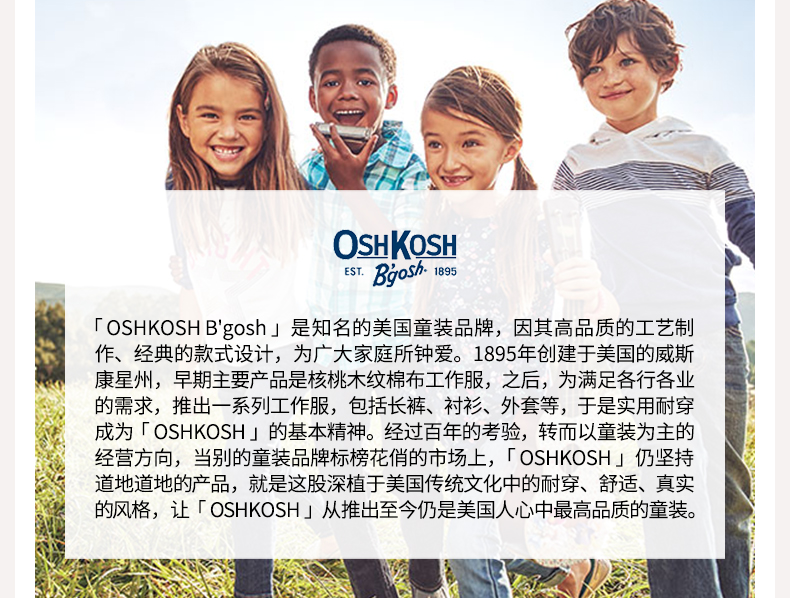 OSHKOSH
EST. B'gosh. 1895
「OSHKOSH B'gosh」是知名的美国童装品牌，因其高品质的工艺制
作、经典的款式设计，为广大家庭所钟爱。1895年创建于美国的威斯
康星州，早期主要产品是核桃木纹棉布工作服，之后，为满足各行各业
的需求，推出一系列工作服，包括长裤、衬衫、外套等，于是实用耐穿
成为「OSHKOSH」的基本精神。经过百年的考验，转而以童装为主的
经营方向，当别的童装品牌标榜花俏的市场上，「OSHKOSH」仍坚持
道地道地的产品，就是这股深植于美国传统文化中的耐穿、舒适、真实
的风格，让「OSHKOSH」从推出至今仍是美国人心中最高品质的童装。